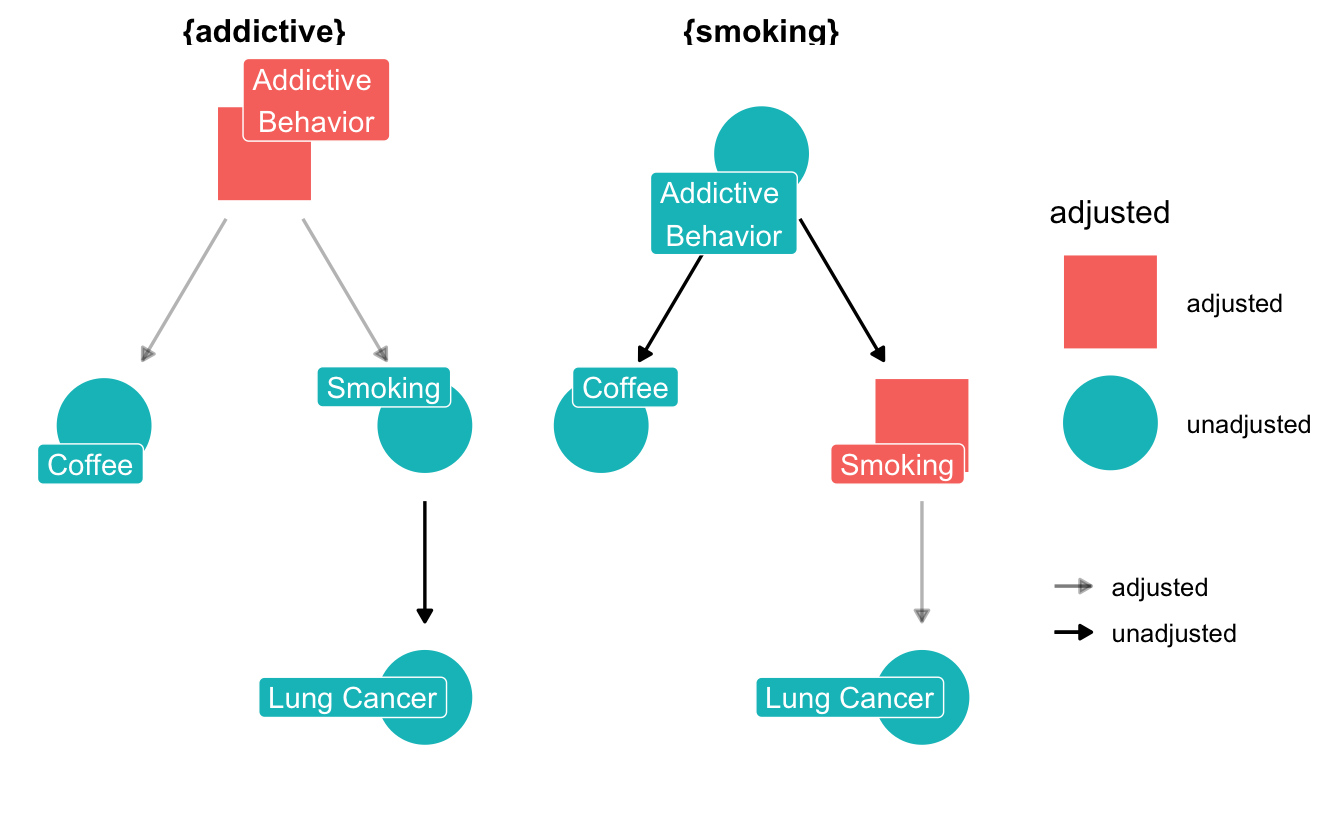 {addictive}
Addictive
Behavior
Coffee
Smoking
Lung Cancer
{smoking}
Addictive
Behavior
Coffee
Smoking
Lung Cancer
adjusted
adjusted
unadjusted
adjusted
unadjusted